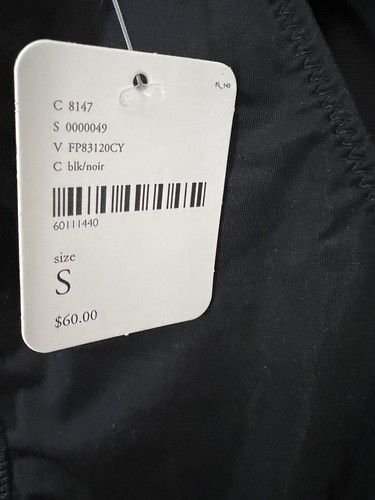 FL_143
C 8147
S 0000049
V FP83120CY
C blk/noir
60111440
size
S
$60.00